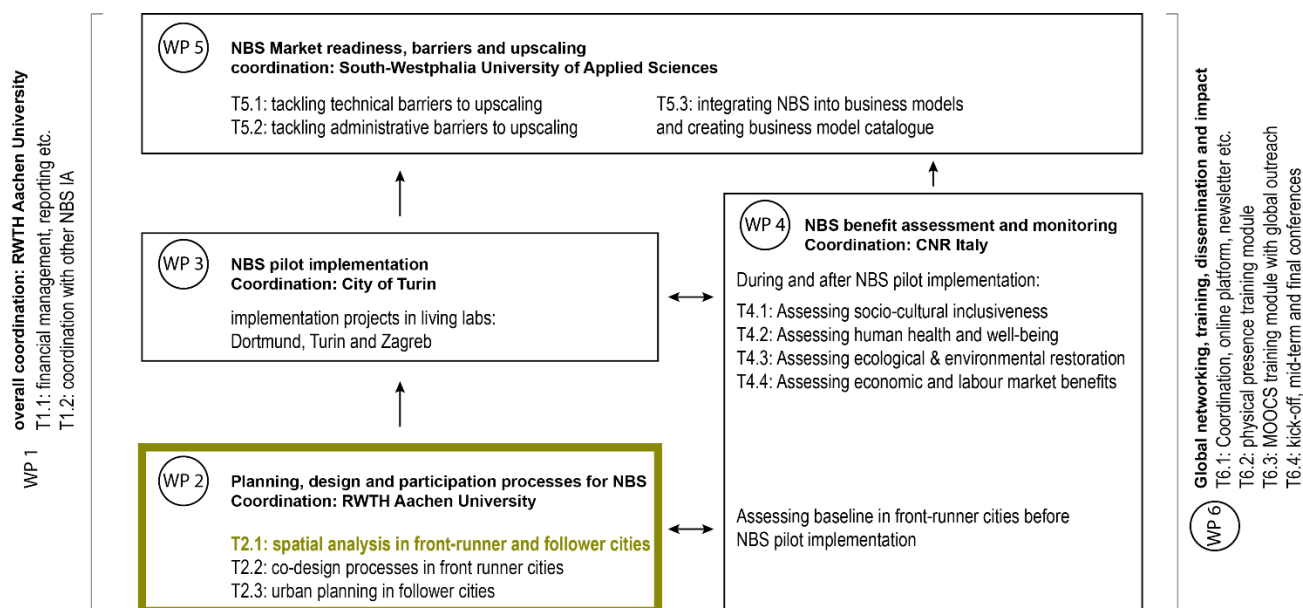 WP 1
overall coordination: RWTH Aachen University
T1.1: financial management, reporting etc.
T1.2: coordination with other NBS IA
WP 5
NBS Market readiness, barriers and upscaling
coordination: South-Westphalia University of Applied Sciences
T5.1: tackling technical barriers to upscaling
T5.2: tackling administrative barriers to upscaling
T5.3: integrating NBS into business models
and creating business model catalogue
WP 3
NBS pilot implementation
Coordination: City of Turin
implementation projects in living labs:
Dortmund, Turin and Zagreb
WP 4
NBS benefit assessment and monitoring
Coordination: CNR Italy
During and after NBS pilot implementation:
T4.1: Assessing socio-cultural inclusiveness
T4.2: Assessing human health and well-being
T4.3: Assessing ecological & environmental restoration
T4.4: Assessing economic and labour market benefits
Assessing baseline in front-runner cities before
NBS pilot implementation
WP 2
Planning, design and participation processes for NBS
Coordination: RWTH Aachen University
T2.1: spatial analysis in front-runner and follower cities
T2.2: co-design processes in front runner cities
T2.3: urban planning in follower cities
WP 6
Global networking, training, dissemination and impact
T6.1: Coordination, online platform, newsletter etc.
T6.2: physical presence training module
T6.3: MOOCS training module with global outreach
T6.4: kick-off, mid-term and final conferences